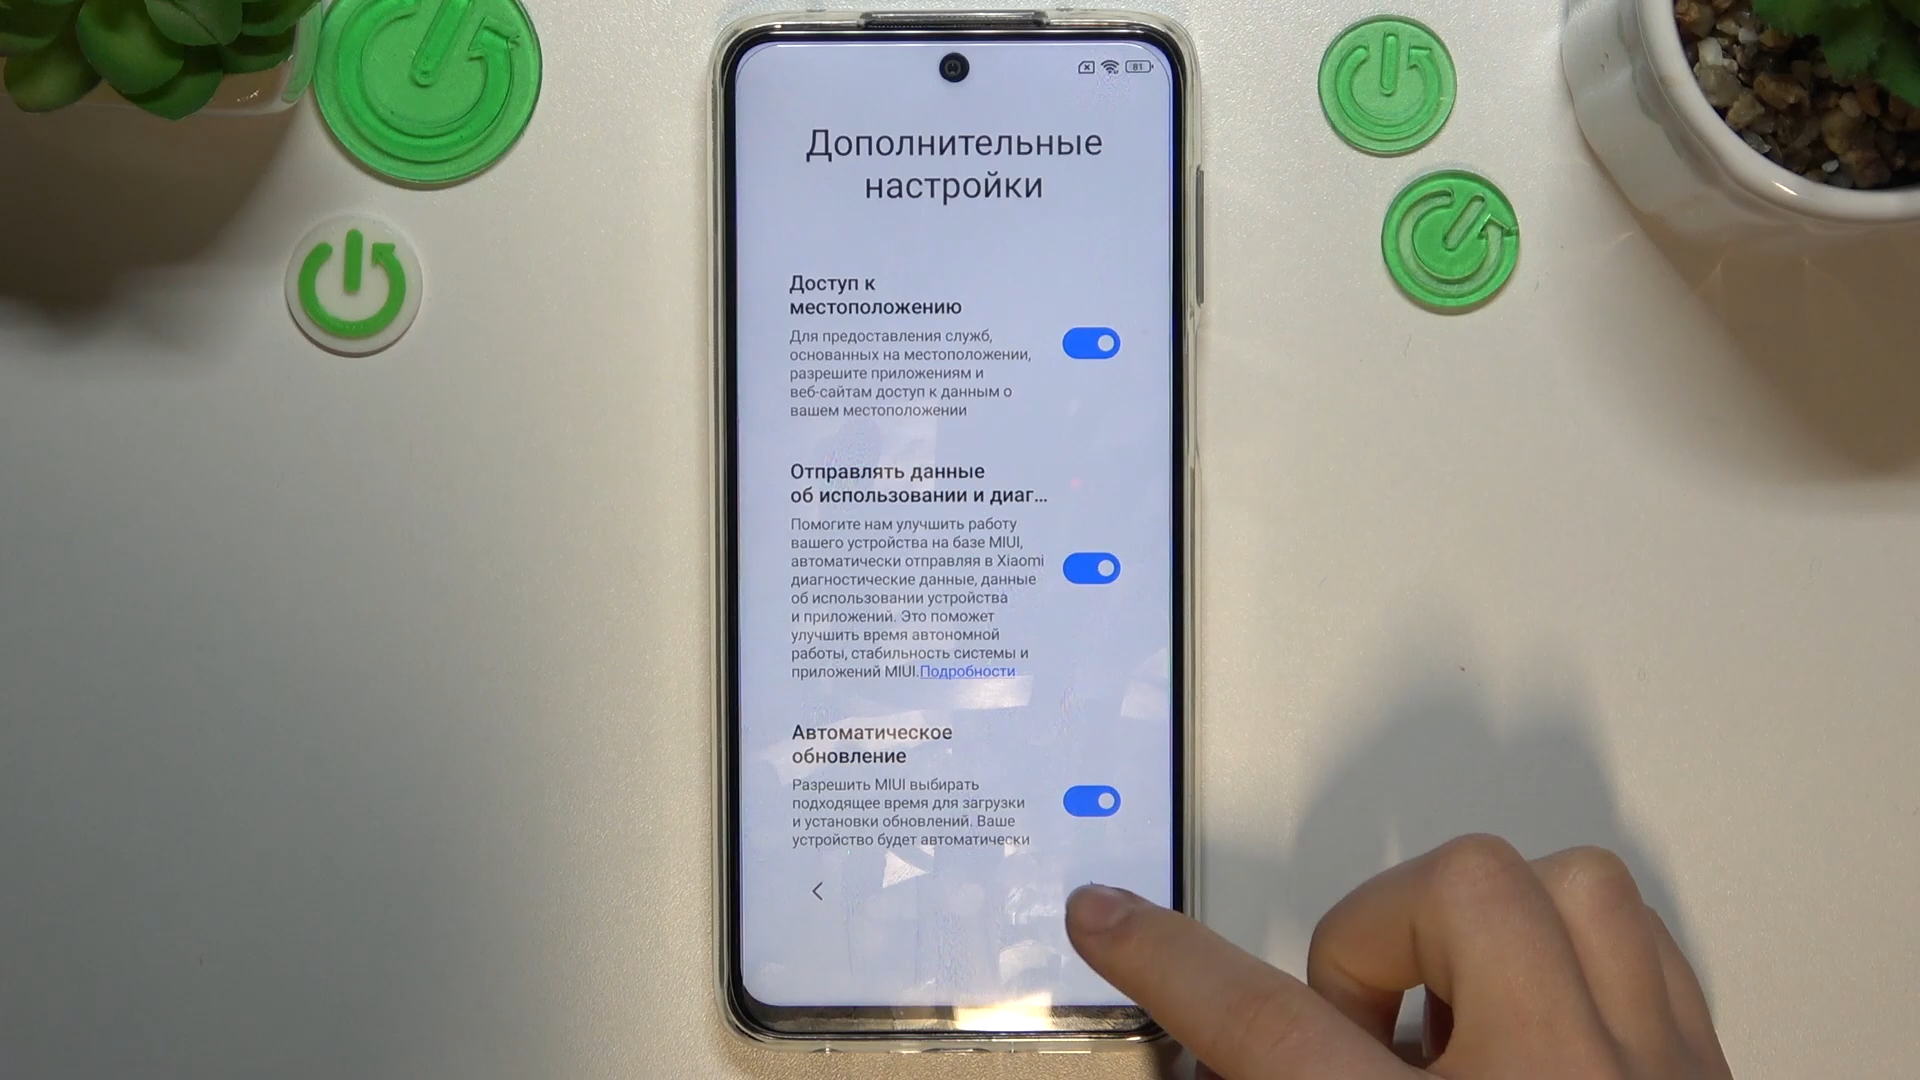 81
Дополнительные
настройки
Доступ к
местоположению
Для предоставления служб,
основанных на местоположении,
разрешите приложениям и
веб-сайтам доступ к данным о
вашем местоположении
Отправлять данные
об использовании и диаг...
Помогите нам улучшить работу
вашего устройства на базе MIUI,
автоматически отправляя в Xiaomi
диагностические данные, данные
об использовании устройства
и приложений. Это поможет
улучшить время автономной
работы, стабильность системы и
приложений MIUI.Подробности
Автоматическое
обновление
Разрешить MIUI выбирать
подходящее время для загрузки
и установки обновлений. Ваше
устройство будет автоматически